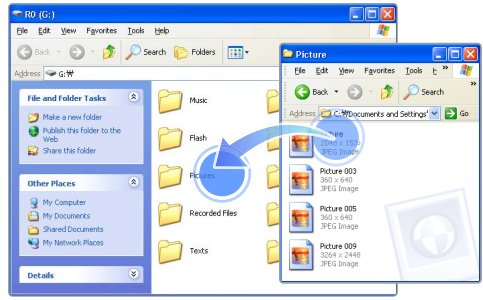 R0 (G:)
File Edit View Favorites Tools Help
Back Search Folders
Address G:₩
File and Folder Tasks
Make a new folder
Publish this folder to the
Web
Share this folder
Other Places
My Computer
My Documents
Shared Documents
My Network Places
Details
Music
Flash
Pictures
Recorded Files
Texts
Picture
File Edit View Favorites Tools »
Back Search »
Address C:₩Documents and Settings Go
Picture
2048 x 1536
JPEG Image
Picture 003
360 x 640
JPEG Image
Picture 005
360 x 640
JPEG Image
Picture 009
3264 x 2448
JPEG Image